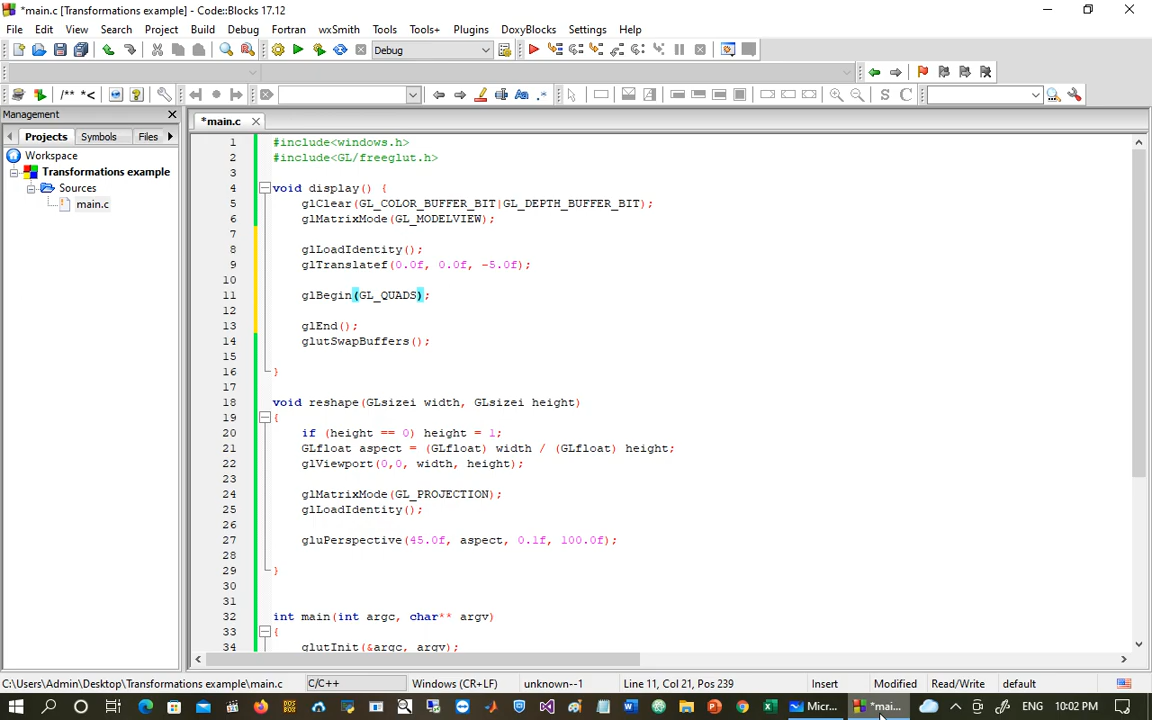 *main.c [Transformations example] - Code::Blocks 17.12
File Edit View Search Project Build Debug Fortran wxSmith Tools Tools+ Plugins DoxyBlocks Settings Help
Debug
/** *<
Management
*main.c
Projects Symbols Files
Workspace
Transformations example
Sources
main.c
1 #include<windows.h>
2 #include<GL/freeglut.h>
3
4 void display() {
5 glClear(GL_COLOR_BUFFER_BIT|GL_DEPTH_BUFFER_BIT);
6 glMatrixMode(GL_MODELVIEW);
7
8 glLoadIdentity();
9 glTranslatef(0.0f, 0.0f, -5.0f);
10
11 glBegin(GL_QUADS);
12
13 glEnd();
14 glutSwapBuffers();
15
16 }
17
18 void reshape(GLsizei width, GLsizei height)
19 {
20 if (height == 0) height = 1;
21 GLfloat aspect = (GLfloat) width / (GLfloat) height;
22 glViewport(0,0, width, height);
23
24 glMatrixMode(GL_PROJECTION);
25 glLoadIdentity();
26
27 gluPerspective(45.0f, aspect, 0.1f, 100.0f);
28
29 }
30
31
32 int main(int argc, char** argv)
33 {
34 glutInit(&argc, argv);
C:\Users\Admin\Desktop\Transformations example\main.c C/C++ Windows (CR+LF) unknown--1 Line 11, Col 21, Pos 239 Insert Modified Read/Write default
Micr... *mai... 10:02 PM